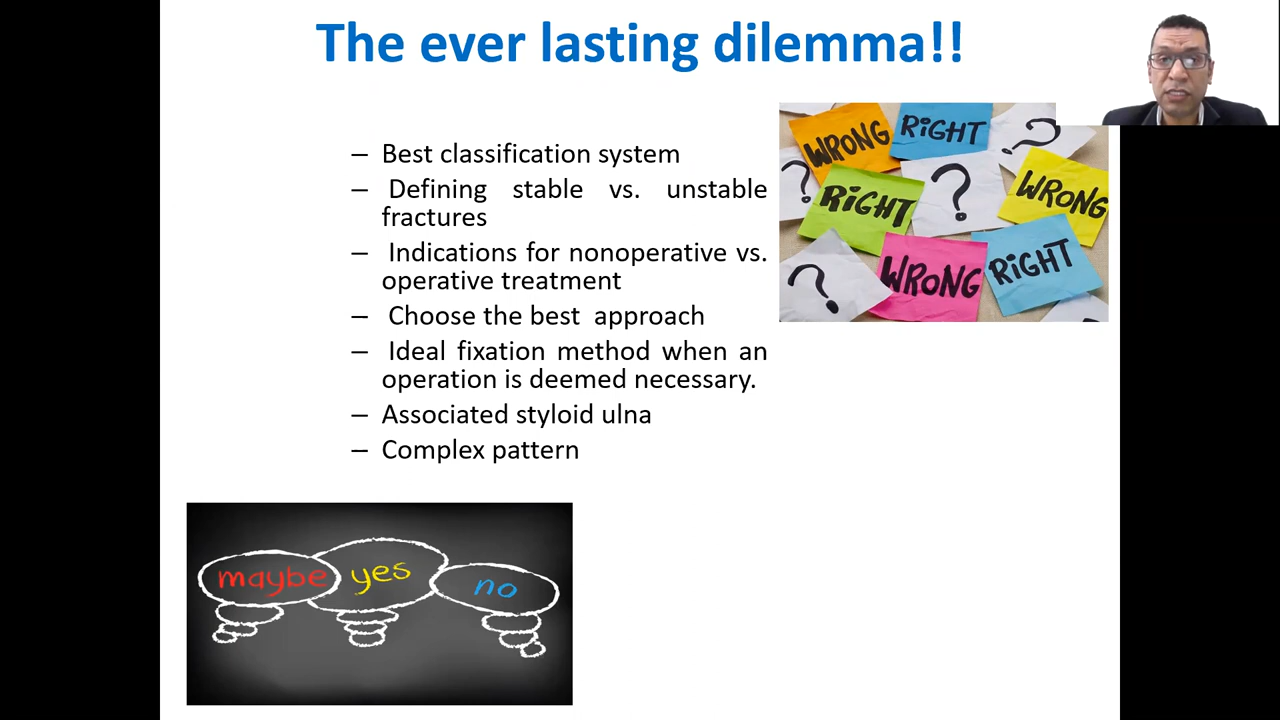 The ever lasting dilemma!!
– Best classification system
– Defining stable vs. unstable
fractures
– Indications for nonoperative vs.
operative treatment
– Choose the best approach
– Ideal fixation method when an
operation is deemed necessary.
– Associated styloid ulna
– Complex pattern
WRONG
RIGHT
?
?
RIGHT
?
WRONG
?
WRONG
RIGHT
maybe
yes
no